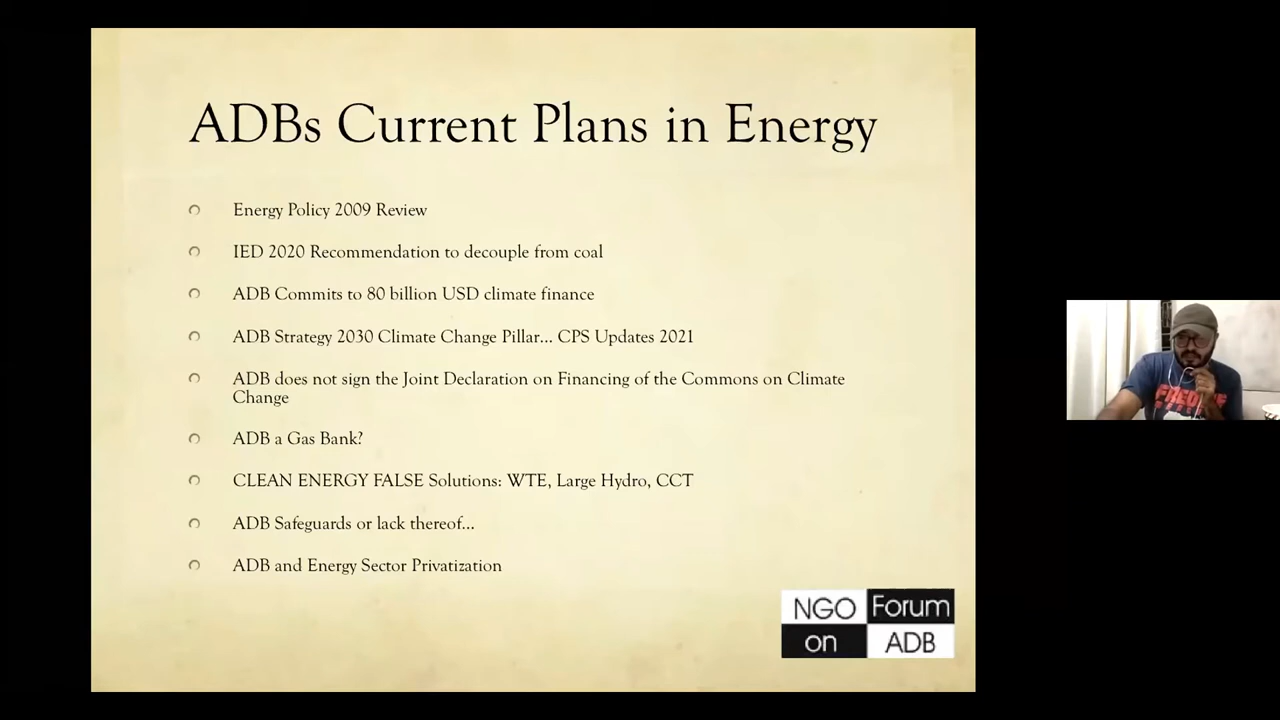 ADBs Current Plans in Energy
Energy Policy 2009 Review
IED 2020 Recommendation to decouple from coal
ADB Commits to 80 billion USD climate finance
ADB Strategy 2030 Climate Change Pillar... CPS Updates 2021
ADB does not sign the Joint Declaration on Financing of the Commons on Climate
Change
ADB a Gas Bank?
CLEAN ENERGY FALSE Solutions: WTE, Large Hydro, CCT
ADB Safeguards or lack thereof...
ADB and Energy Sector Privatization
NGO Forum
on ADB